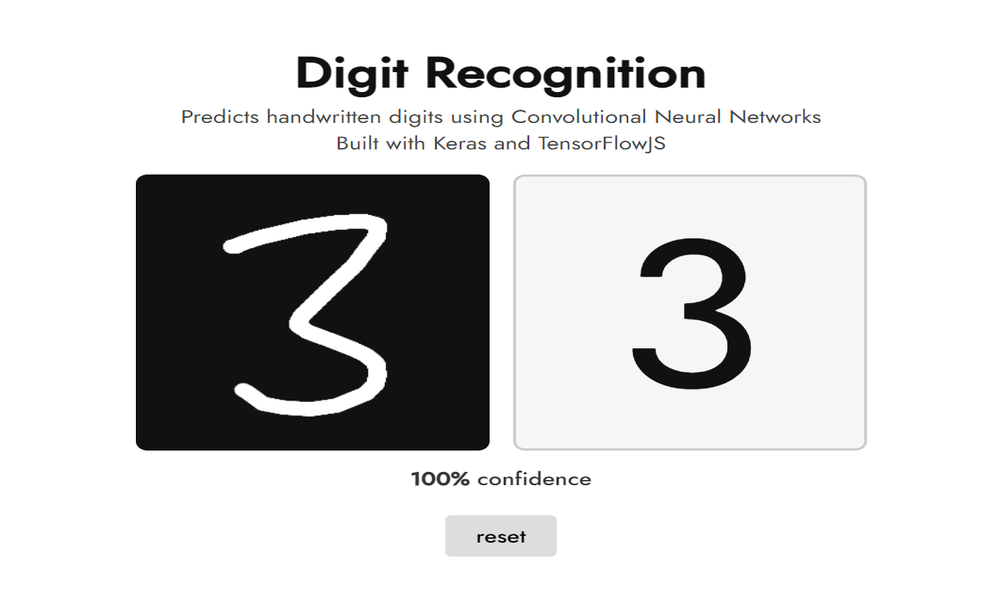 Digit Recognition
Predicts handwritten digits using Convolutional Neural Networks
Built with Keras and TensorFlowJS
3 3
100% confidence
reset